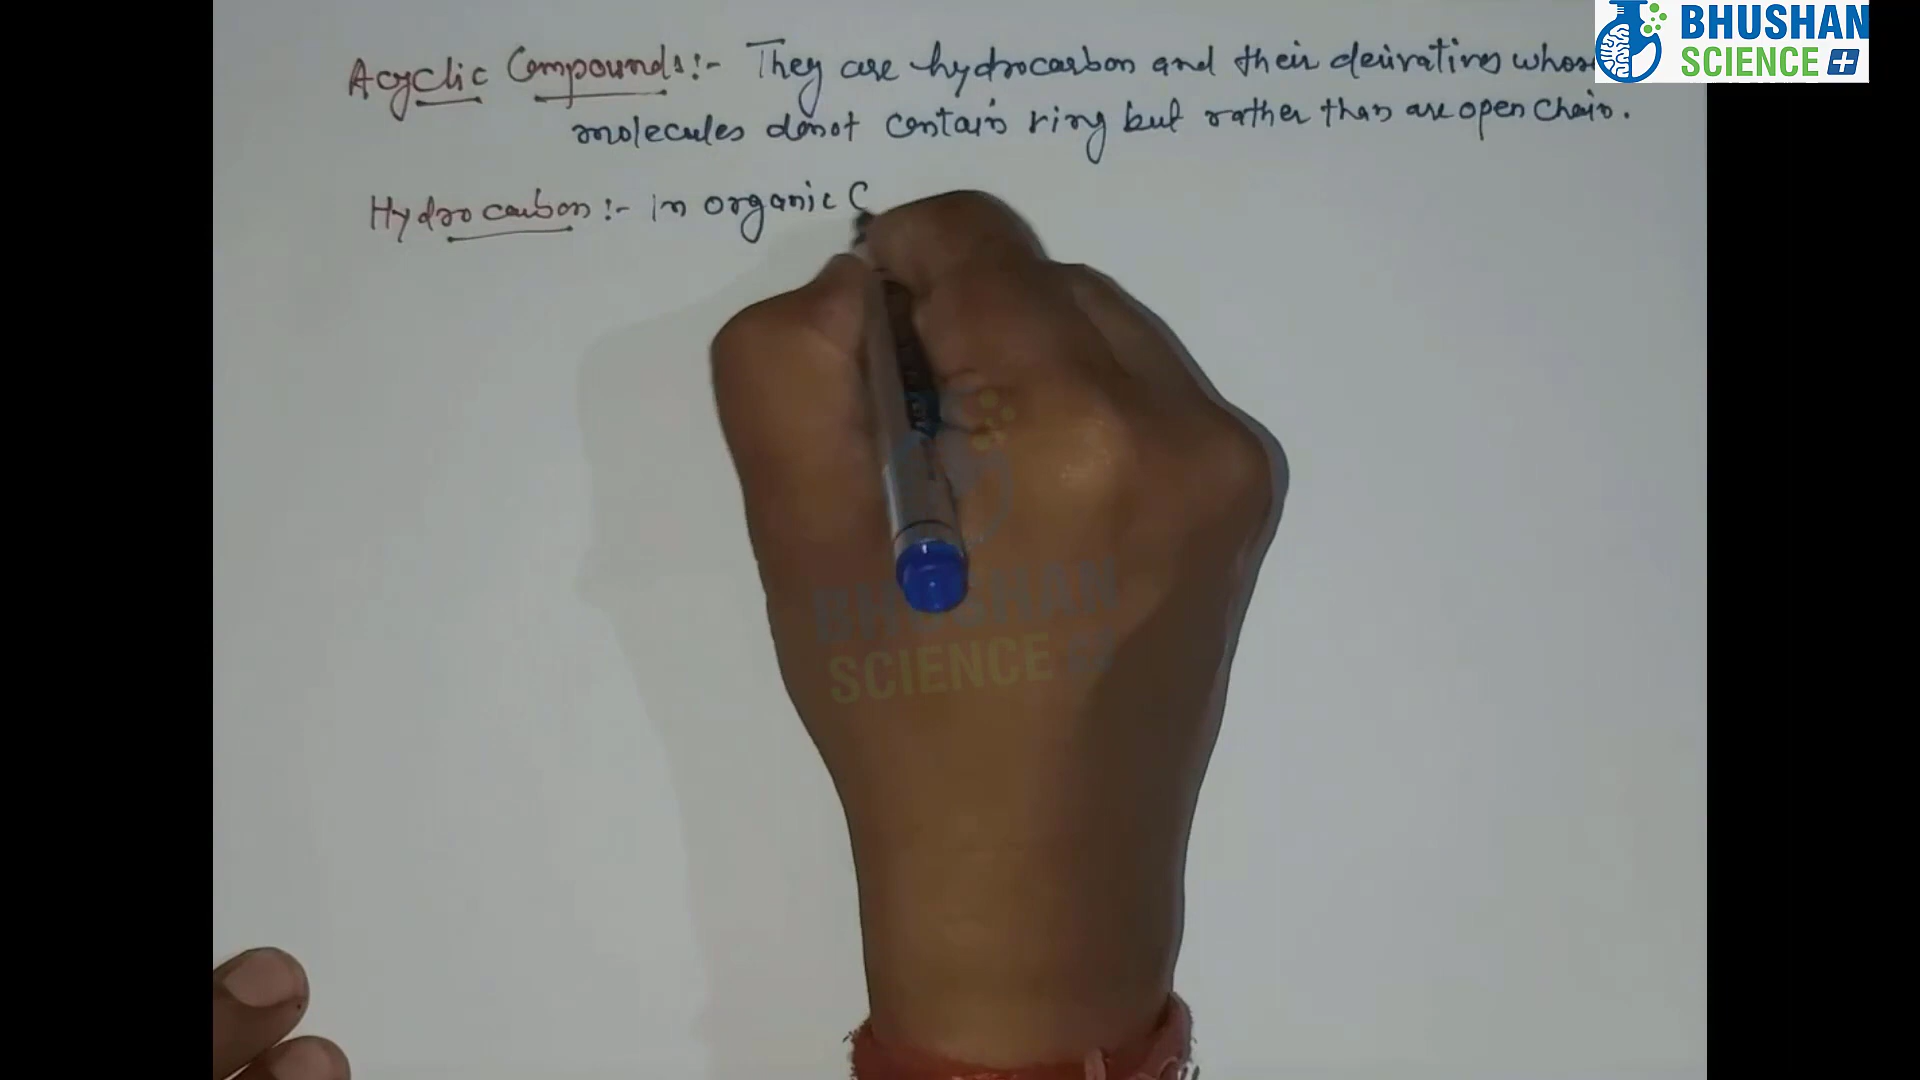 BHUSHAN
SCIENCE +
Acyclic Compounds:- They are hydrocarbon and their derivatives whose
molecules donot contain ring but rather than are open chain.
Hydrocarbon :- In organic C
BHUSHAN
SCIENCE +